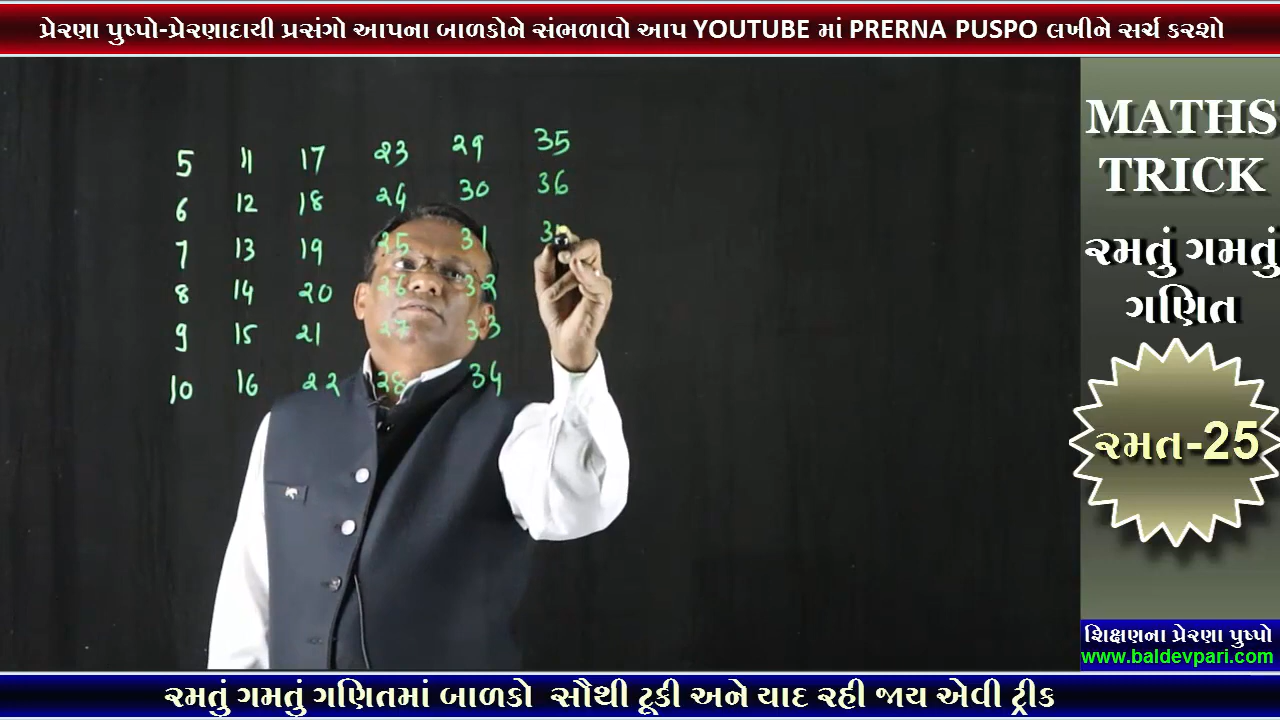 પ્રેરણા પુષ્પો-પ્રેરણાદાયી પ્રસંગો આપના બાળકોને સંભળાવો આપ YOUTUBE માં PRERNA PUSPO લખીને સર્ચ કરશો
5 11 17 23 29 35
6 12 18 24 30 36
7 13 19 25 31
8 14 20 26 32
9 15 21 27 33
10 16 22 28 34
MATHS
TRICK
રમતું ગમતું
ગણિત
રમત-25
શિક્ષણના પ્રેરણા પુષ્પો
www.baldevpari.com
રમતું ગમતું ગણિતમાં બાળકો સૌથી ટૂકી અને યાદ રહી જાય એવી ટ્રીક